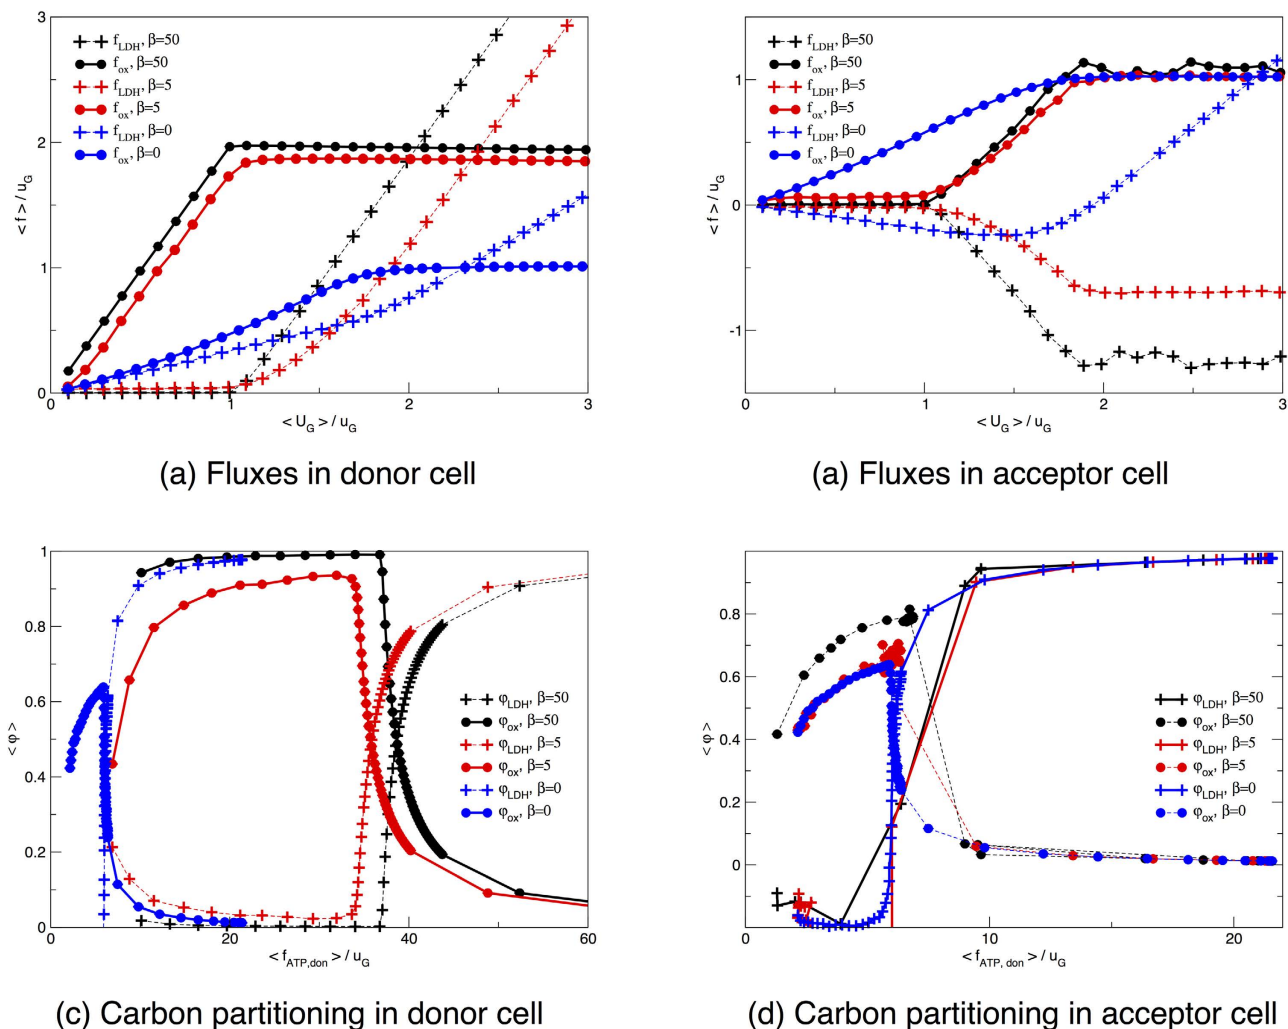 3
2
1
0
< f > / u_G
f_LDH, β=50
f_ox, β=50
f_LDH, β=5
f_ox, β=5
f_LDH, β=0
f_ox, β=0
0 1 2 3
< U_G > / u_G
(a) Fluxes in donor cell
1
0
-1
< f > / u_G
f_LDH, β=50
f_ox, β=50
f_LDH, β=5
f_ox, β=5
f_LDH, β=0
f_ox, β=0
0 1 2 3
< U_G > / u_G
(a) Fluxes in acceptor cell
1
0.8
0.6
0.4
0.2
0
< φ >
φ_LDH, β=50
φ_ox, β=50
φ_LDH, β=5
φ_ox, β=5
φ_LDH, β=0
φ_ox, β=0
0 20 40 60
< f_ATP,don > / u_G
(c) Carbon partitioning in donor cell
0.8
0.6
0.4
0.2
0
< φ >
φ_LDH, β=50
φ_ox, β=50
φ_LDH, β=5
φ_ox, β=5
φ_LDH, β=0
φ_ox, β=0
0 10 20
< f_ATP, don > / u_G
(d) Carbon partitioning in acceptor cell